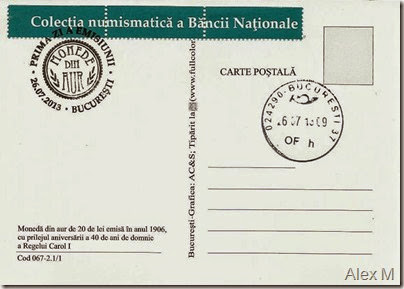 Colecția numismatică a Băncii Naționale
PRIMA ZI A EMISIUNII
MONEDE
DIN
AUR
26.07.2013 • BUCUREȘTI
CARTE POȘTALĂ
024290-BUCUREȘTI 37
26 07 13 09
OF h
București-Grafica: AC&S; Tipărit la (www.fullcolor
Monedă din aur de 20 de lei emisă în anul 1906,
cu prilejul aniversării a 40 de ani de domnie
a Regelui Carol I
Cod 067-2.1/1
Alex M